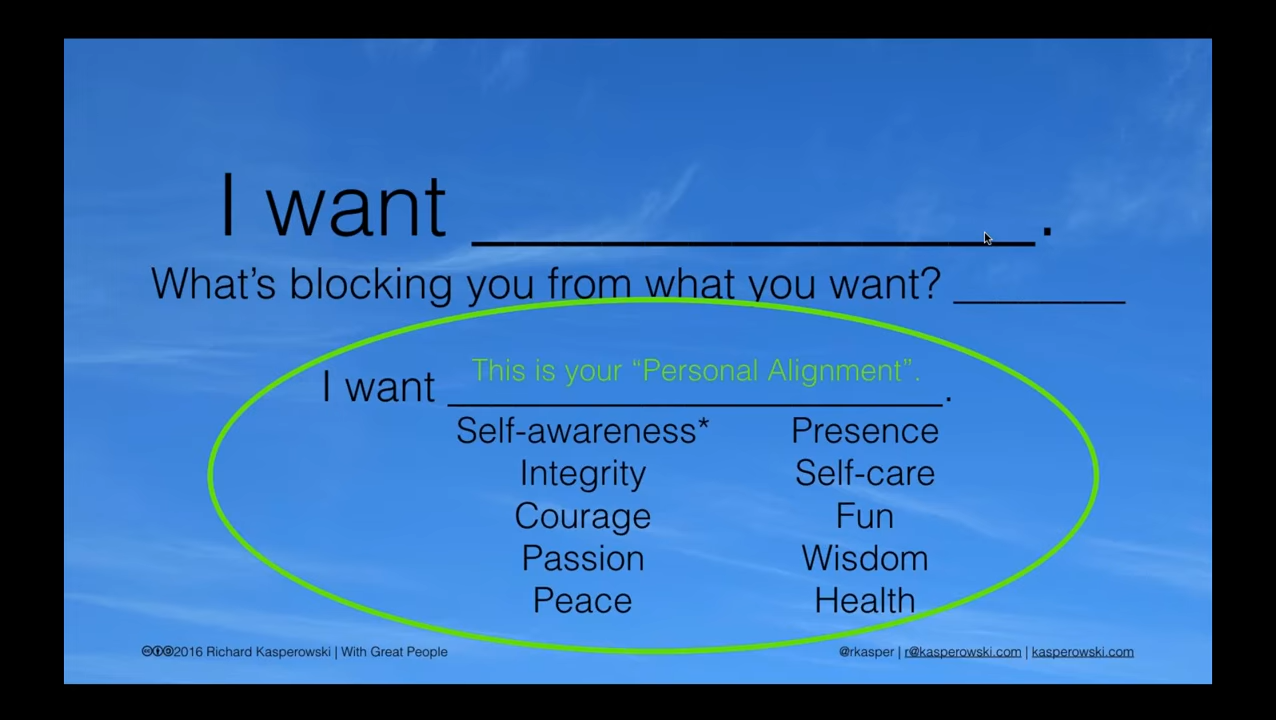 I want ______________.
What's blocking you from what you want? ________
This is your “Personal Alignment”.
I want ______________________.
Self-awareness* Presence
Integrity Self-care
Courage Fun
Passion Wisdom
Peace Health
🅭🅯🄎2016 Richard Kasperowski | With Great People
@rkasper | r@kasperowski.com | kasperowski.com